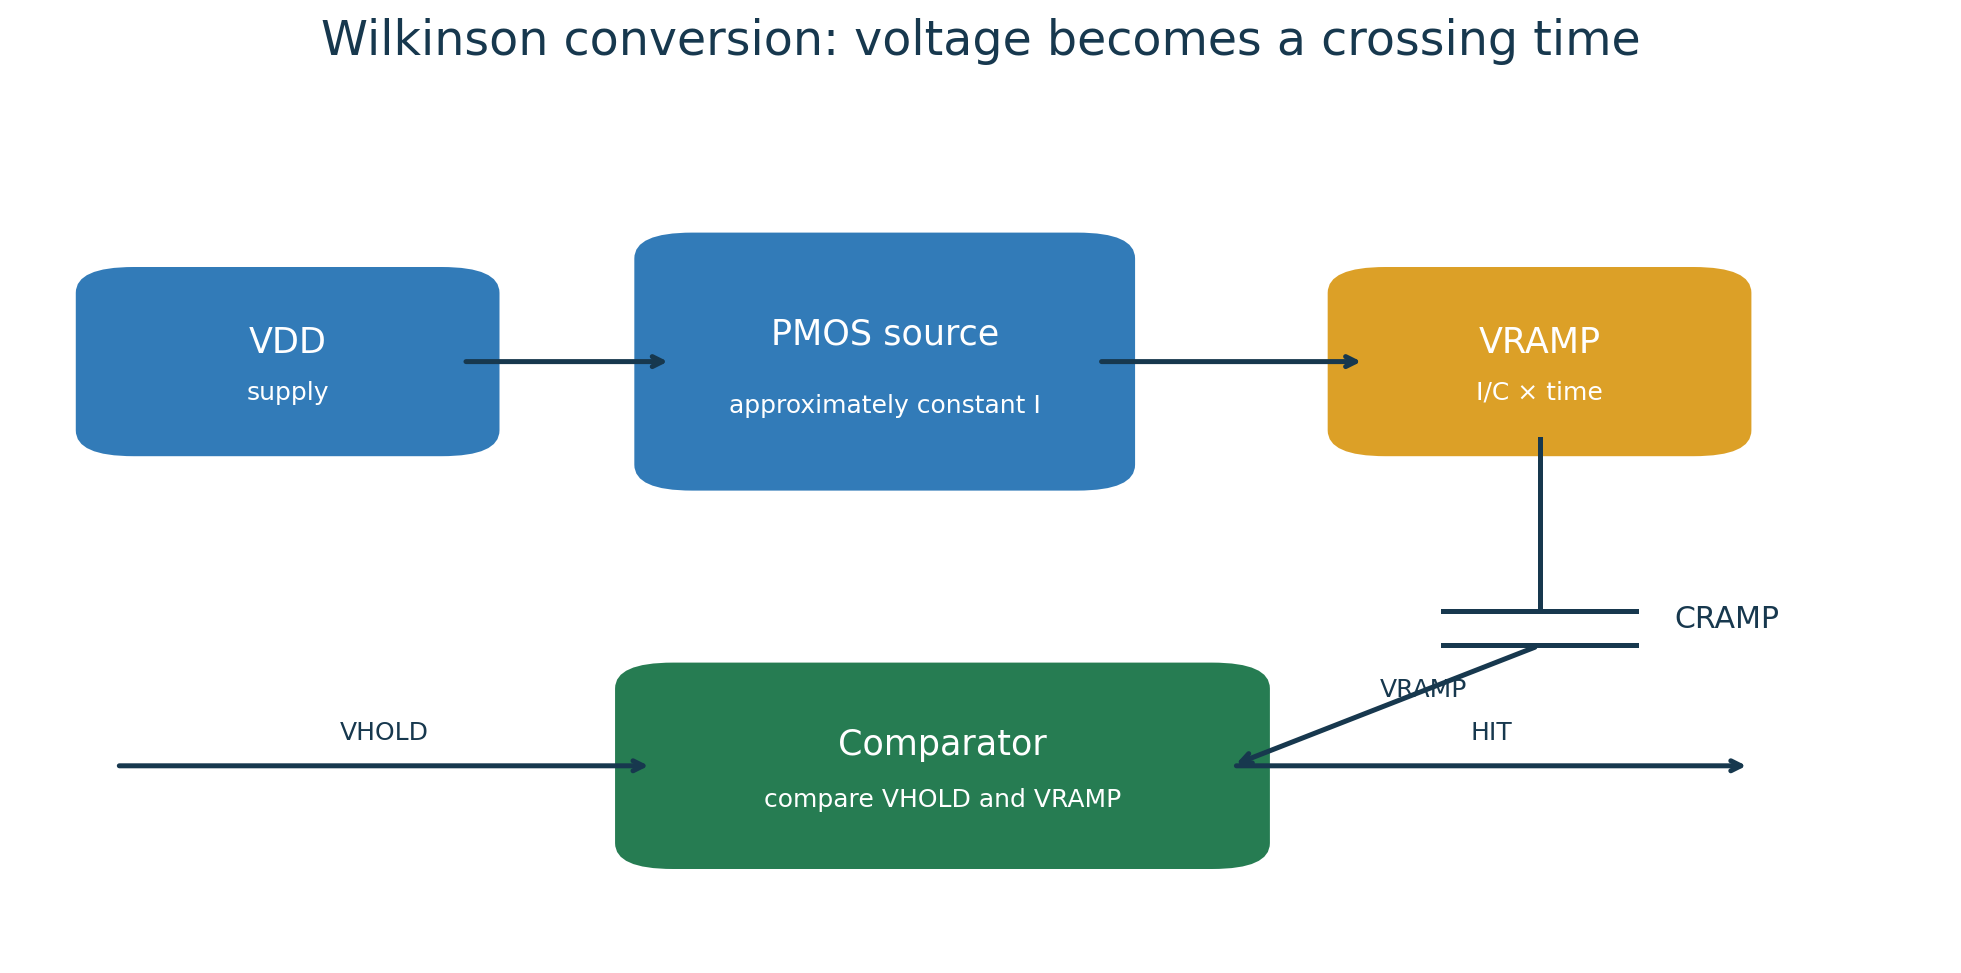 Wilkinson conversion: voltage becomes a crossing time
VDD
supply
PMOS source
approximately constant I
VRAMP
I/C × time
CRAMP
VRAMP
VHOLD
HIT
Comparator
compare VHOLD and VRAMP